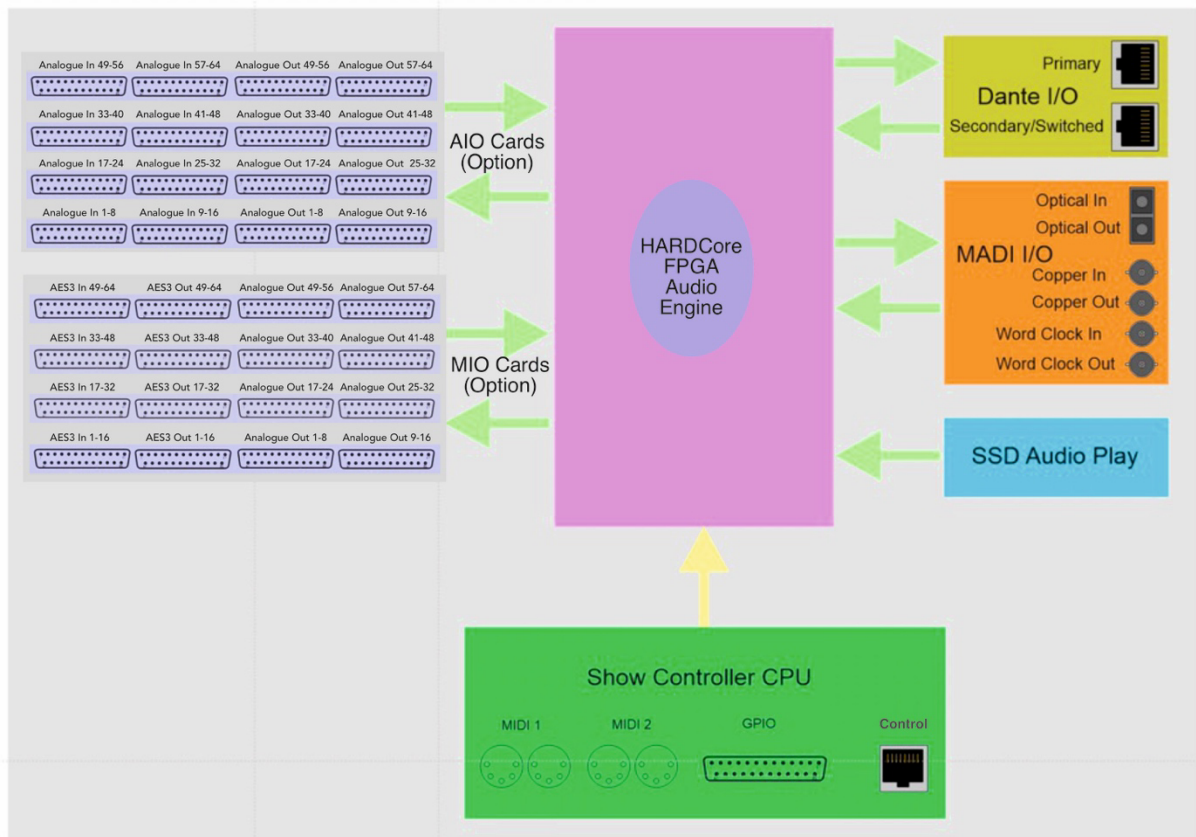 Analogue In 49-56 Analogue In 57-64 Analogue Out 49-56 Analogue Out 57-64
Analogue In 33-40 Analogue In 41-48 Analogue Out 33-40 Analogue Out 41-48
Analogue In 17-24 Analogue In 25-32 Analogue Out 17-24 Analogue Out 25-32
Analogue In 1-8 Analogue In 9-16 Analogue Out 1-8 Analogue Out 9-16
AIO Cards
(Option)
AES3 In 49-64 AES3 Out 49-64 Analogue Out 49-56 Analogue Out 57-64
AES3 In 33-48 AES3 Out 33-48 Analogue Out 33-40 Analogue Out 41-48
AES3 In 17-32 AES3 Out 17-32 Analogue Out 17-24 Analogue Out 25-32
AES3 In 1-16 AES3 Out 1-16 Analogue Out 1-8 Analogue Out 9-16
MIO Cards
(Option)
HARDCore
FPGA
Audio
Engine
Primary
Dante I/O
Secondary/Switched
Optical In
Optical Out
MADI I/O
Copper In
Copper Out
Word Clock In
Word Clock Out
SSD Audio Play
Show Controller CPU
MIDI 1 MIDI 2 GPIO Control